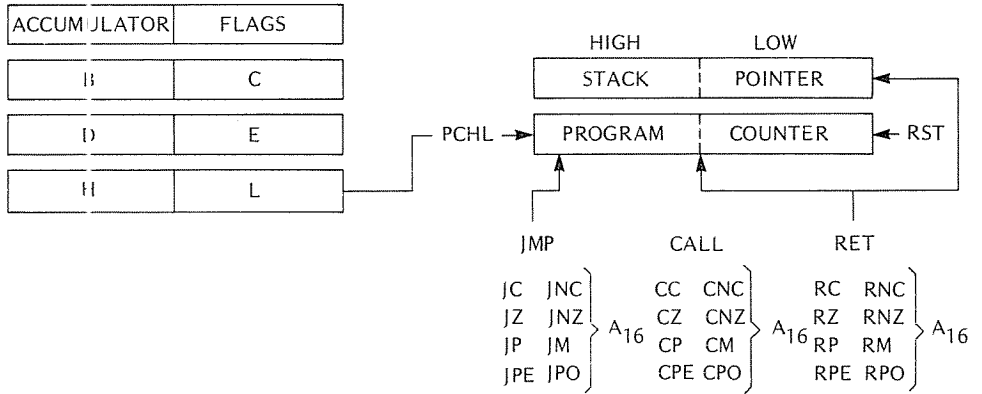 ACCUMULATOR FLAGS
B C
D E
H L
HIGH LOW
STACK POINTER
PCHL PROGRAM COUNTER RST
JMP CALL RET
JC JNC CC CNC RC RNC
JZ JNZ CZ CNZ RZ RNZ
A16 A16 A16
JP JM CP CM RP RM
JPE JPO CPE CPO RPE RPO